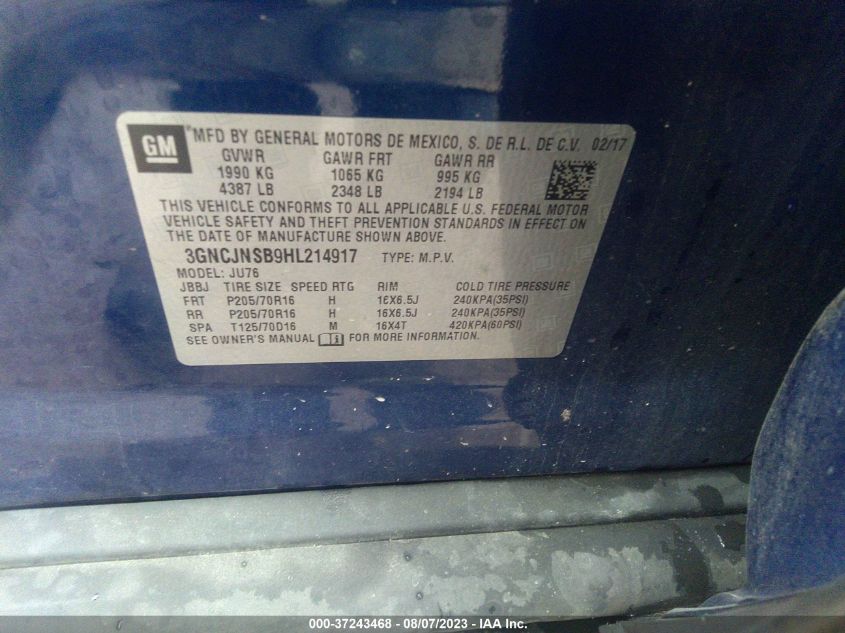 GM
®MFD BY GENERAL MOTORS DE MEXICO, S. DE R.L. DE C.V. 02/17
GVWR GAWR FRT GAWR RR
1990 KG 1065 KG 995 KG
4387 LB 2348 LB 2194 LB
THIS VEHICLE CONFORMS TO ALL APPLICABLE U.S. FEDERAL MOTOR
VEHICLE SAFETY AND THEFT PREVENTION STANDARDS IN EFFECT ON
THE DATE OF MANUFACTURE SHOWN ABOVE.
3GNCJNSB9HL214917 TYPE: M.P.V.
MODEL: JU76
JBBJ TIRE SIZE SPEED RTG RIM COLD TIRE PRESSURE
FRT P205/70R16 H 16X6.5J 240KPA(35PSI)
RR P205/70R16 H 16X6.5J 240KPA(35PSI)
SPA T125/70D16 M 16X4T 420KPA(60PSI)
SEE OWNER'S MANUAL FOR MORE INFORMATION.
000-37243468 - 08/07/2023 - IAA Inc.